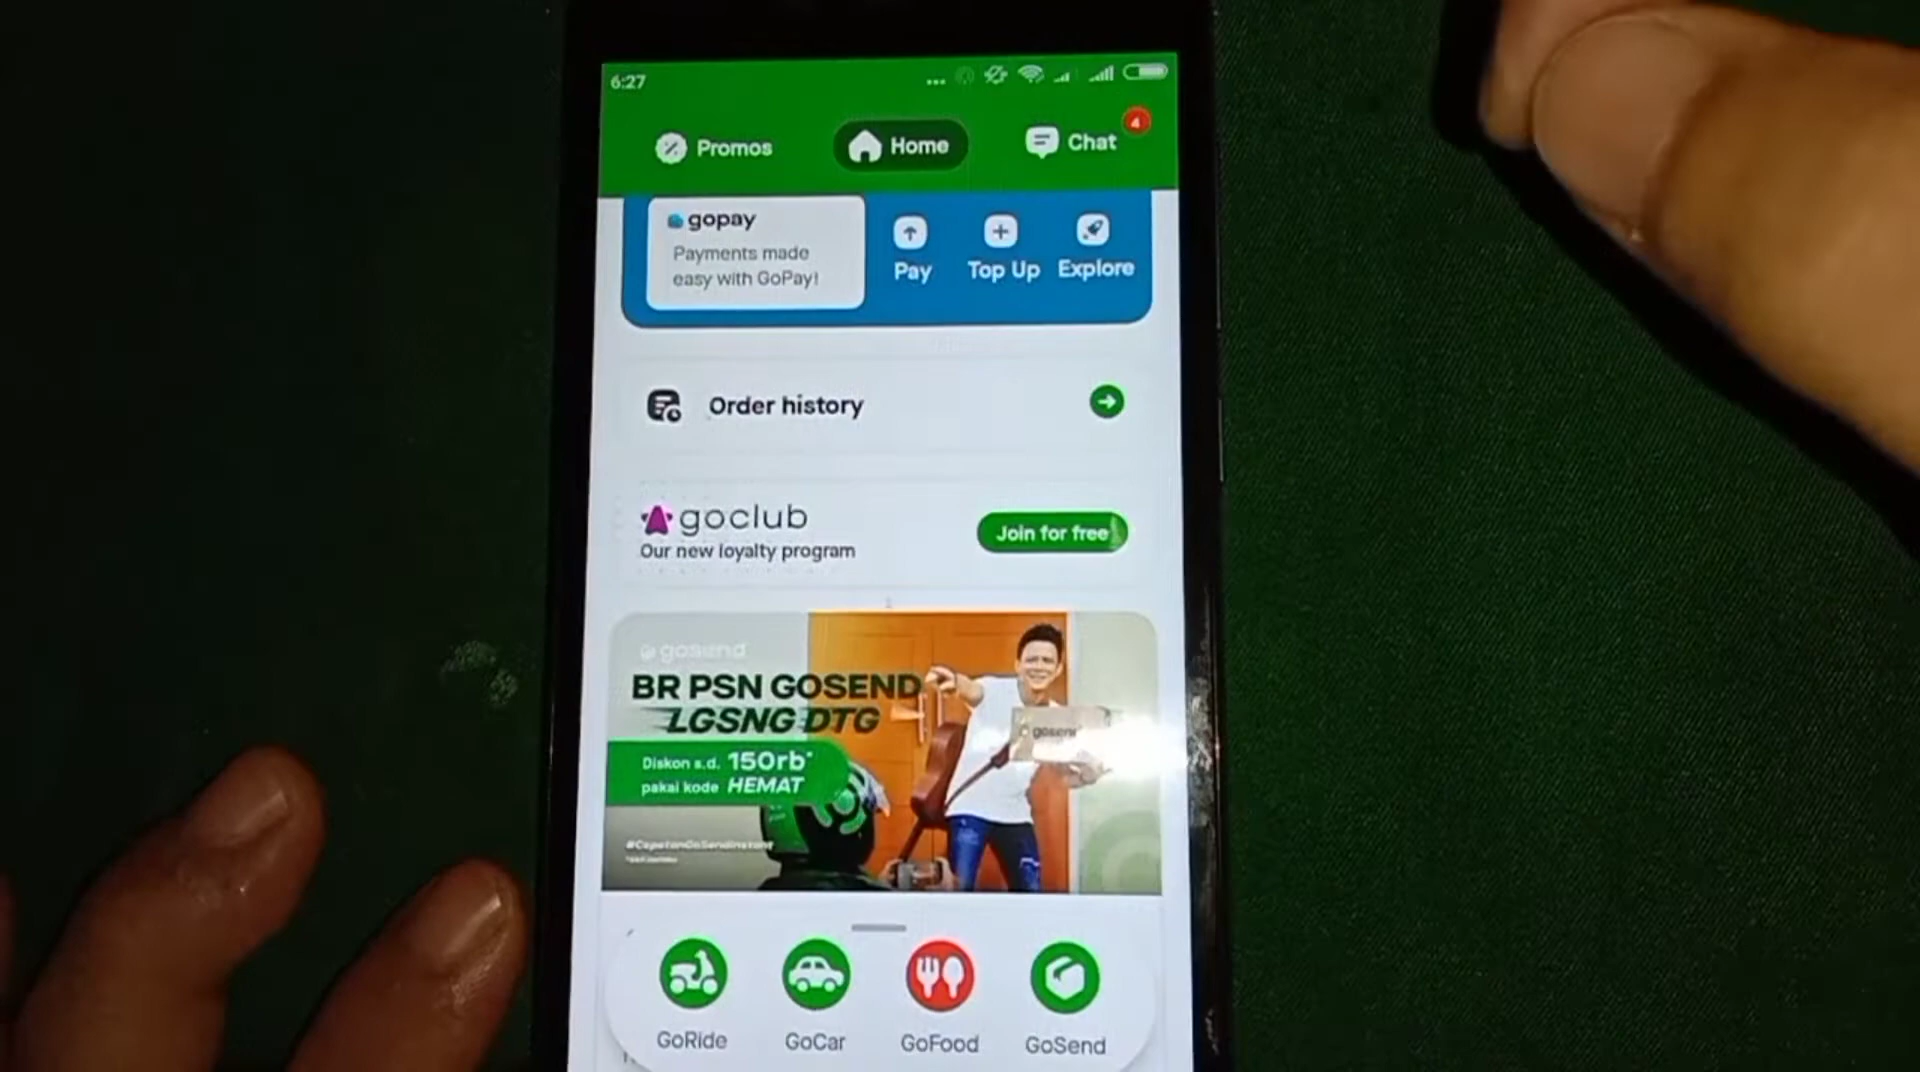 6:27
Promos
Home
Chat
4
gopay
Payments made
easy with GoPay!
Pay
Top Up
Explore
Order history
goclub
Our new loyalty program
Join for free
gosend
BR PSN GOSEND
LGSNG DTG
Diskon s.d. 150rb*
pakai kode HEMAT
gosend
GoRide
GoCar
GoFood
GoSend